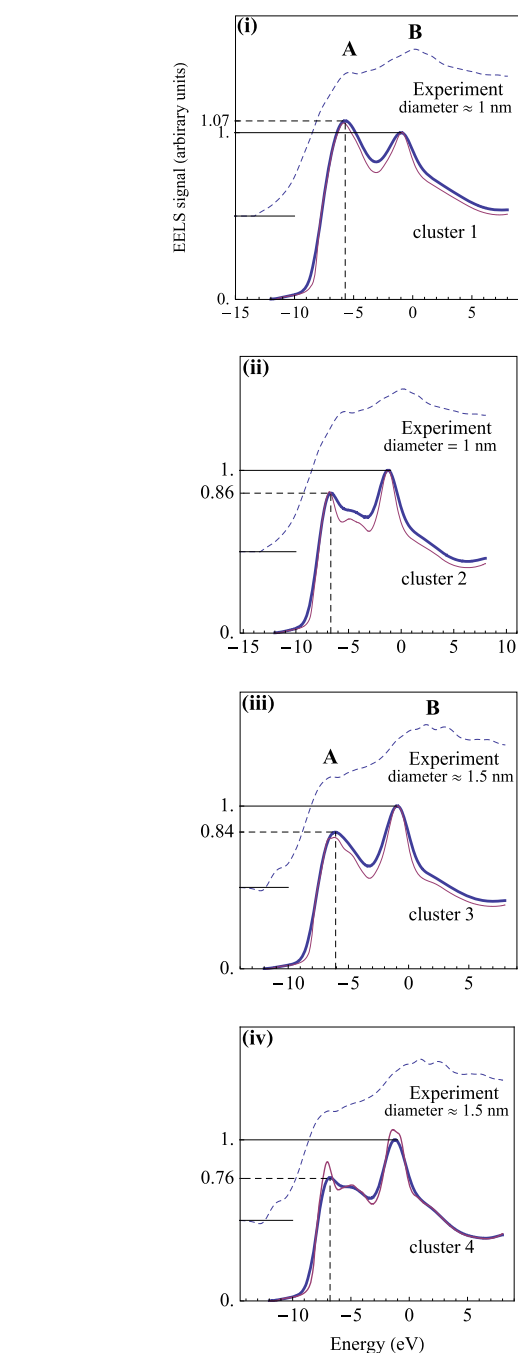 (i)
A
B
Experiment
diameter ≈ 1 nm
EELS signal (arbirary units)
1.07
1.
cluster 1
0.
−15 −10 −5 0 5
(ii)
Experiment
diameter = 1 nm
1.
0.86
cluster 2
0.
−15 −10 −5 0 5 10
(iii)
B
A
Experiment
diameter ≈ 1.5 nm
1.
0.84
cluster 3
0.
−10 −5 0 5
(iv)
Experiment
diameter ≈ 1.5 nm
1.
0.76
cluster 4
0.
−10 −5 0 5
Energy (eV)